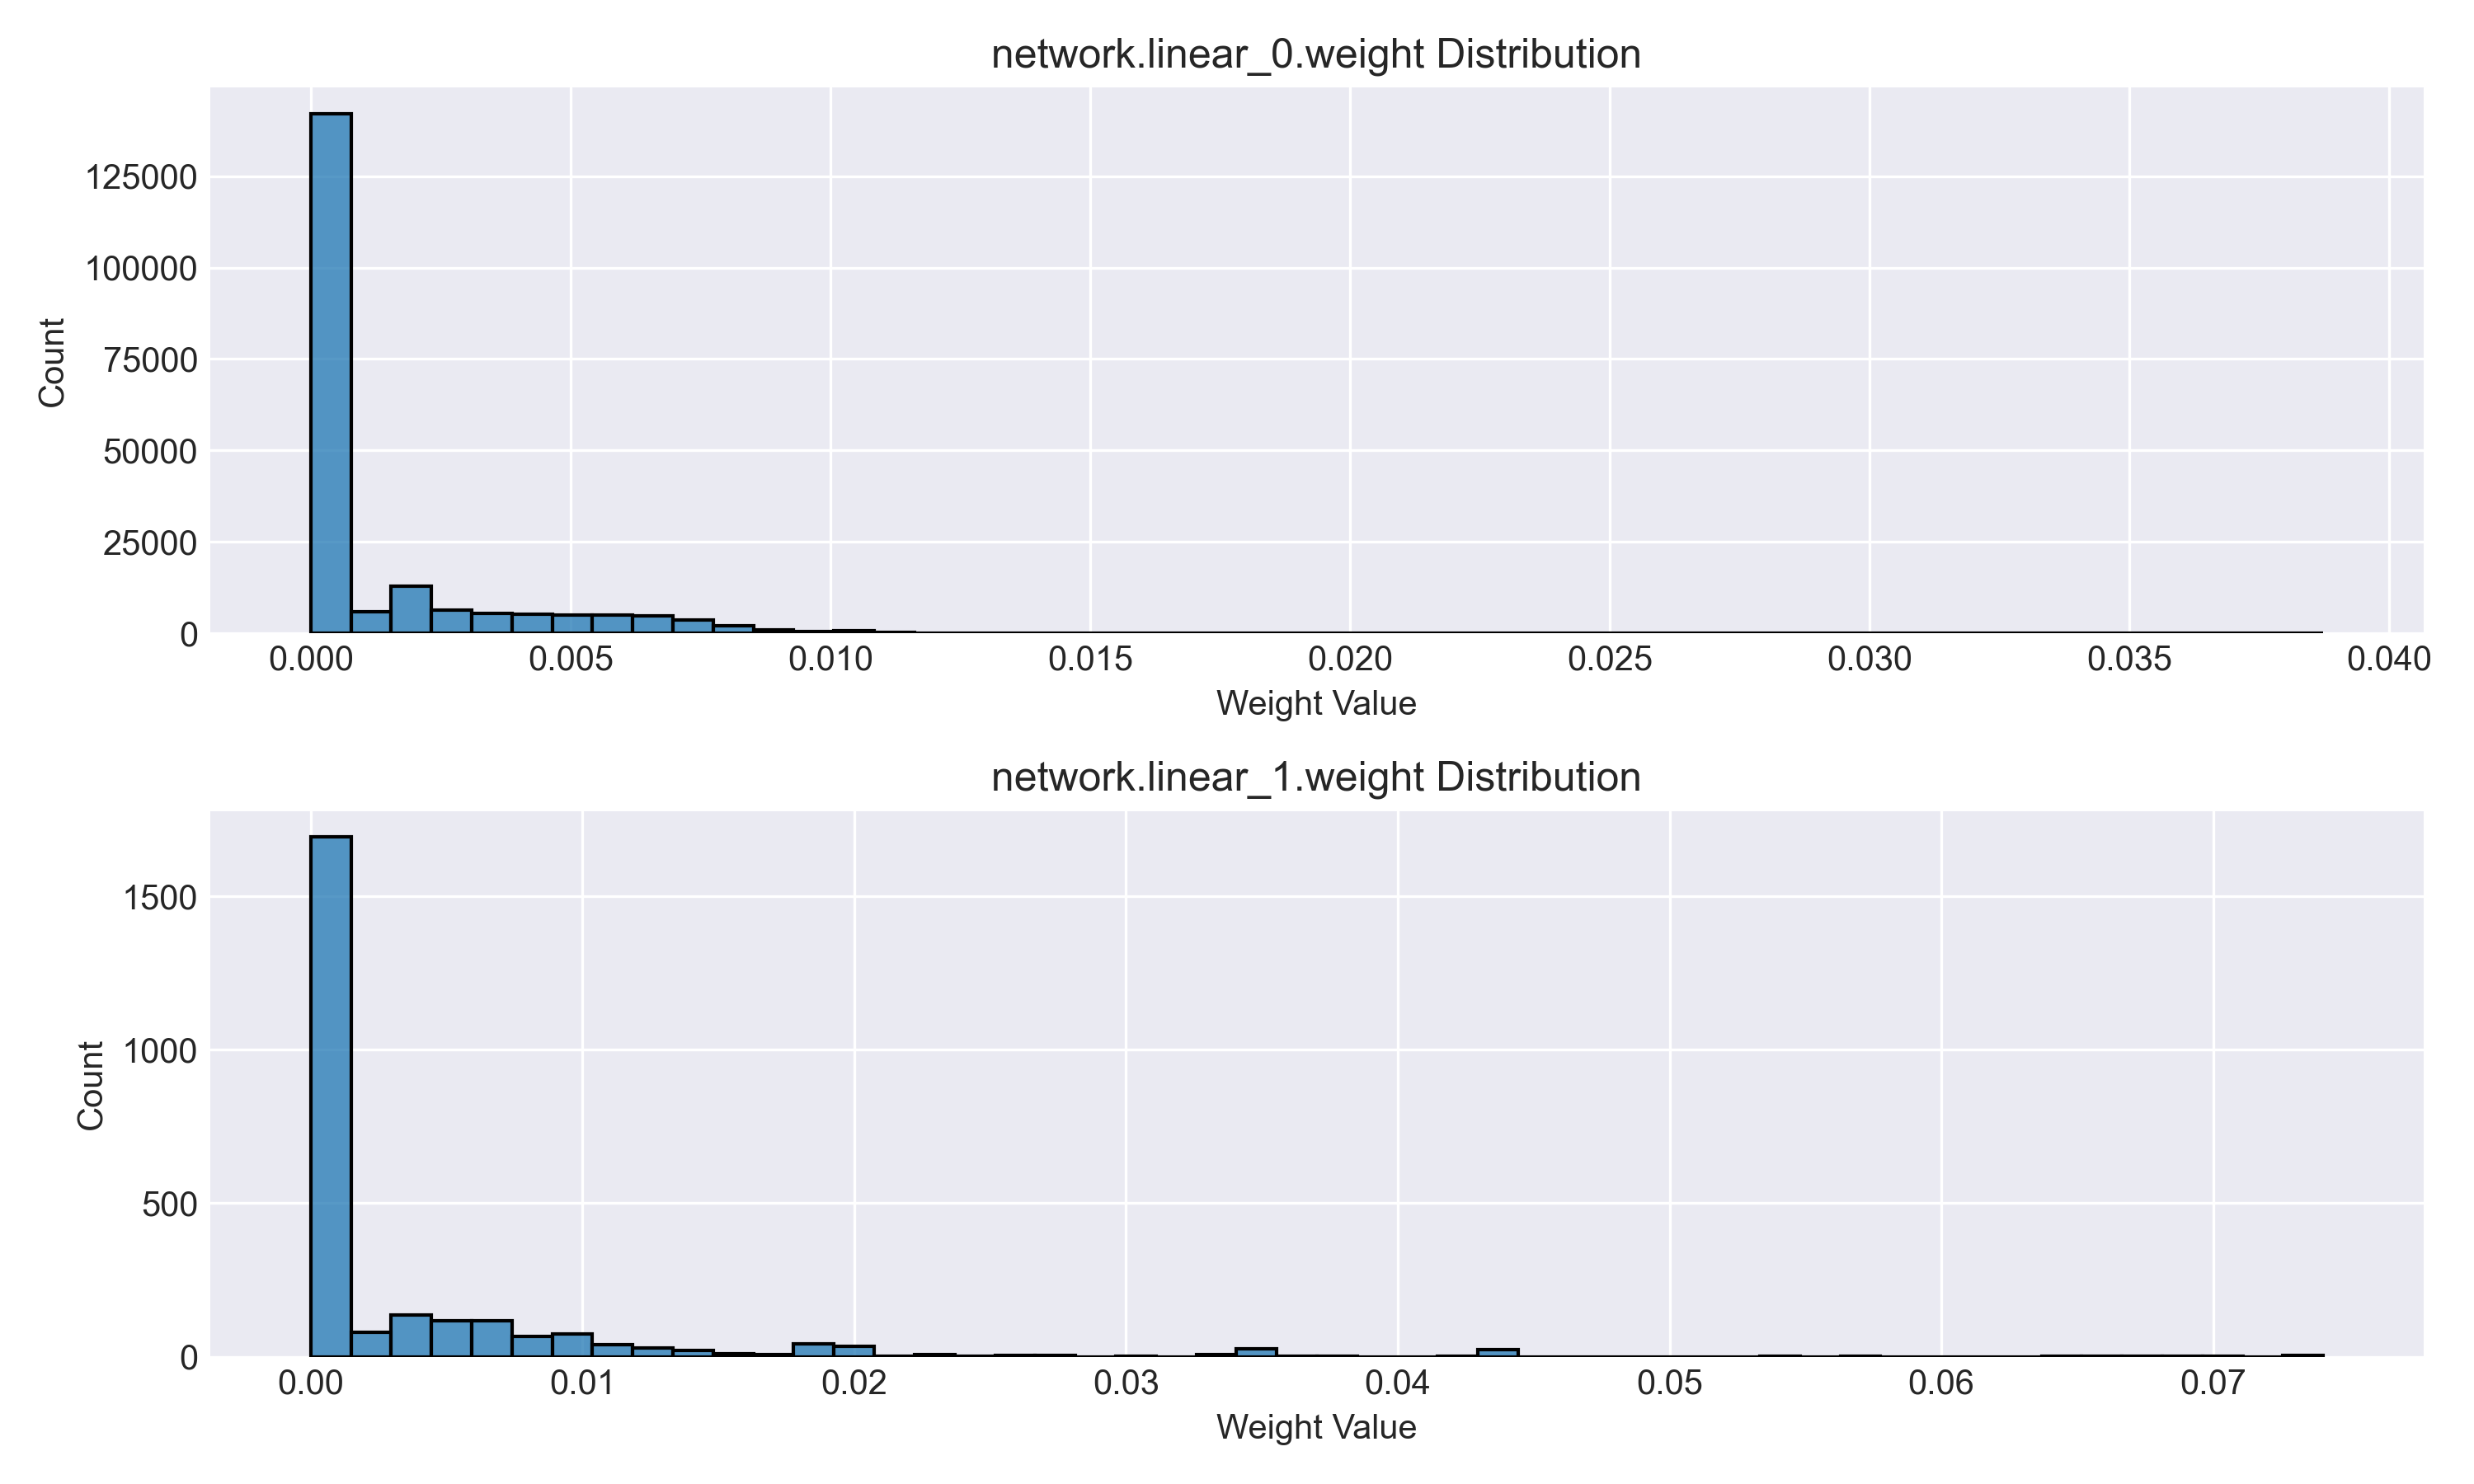 network.linear_0.weight Distribution
125000
100000
75000
50000
25000
0
Count
0.000 0.005 0.010 0.015 0.020 0.025 0.030 0.035 0.040
Weight Value
network.linear_1.weight Distribution
1500
1000
500
0
Count
0.00 0.01 0.02 0.03 0.04 0.05 0.06 0.07
Weight Value